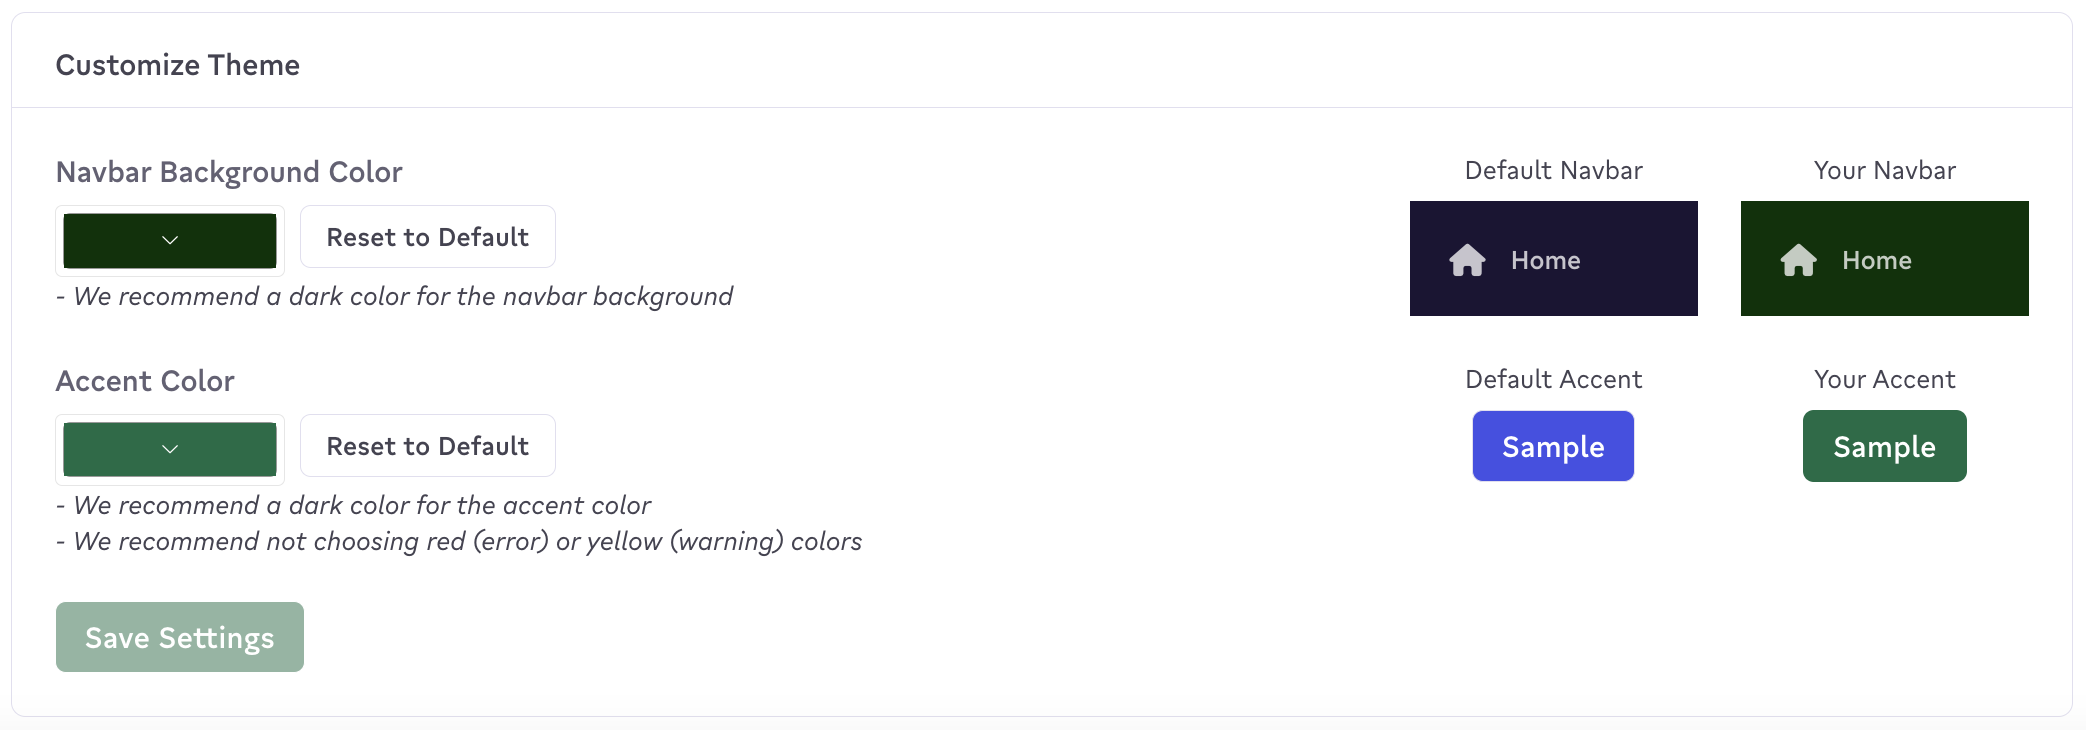 Customize Theme
Navbar Background Color
Reset to Default
- We recommend a dark color for the navbar background
Default Navbar
Home
Your Navbar
Home
Accent Color
Reset to Default
- We recommend a dark color for the accent color
- We recommend not choosing red (error) or yellow (warning) colors
Default Accent
Sample
Your Accent
Sample
Save Settings